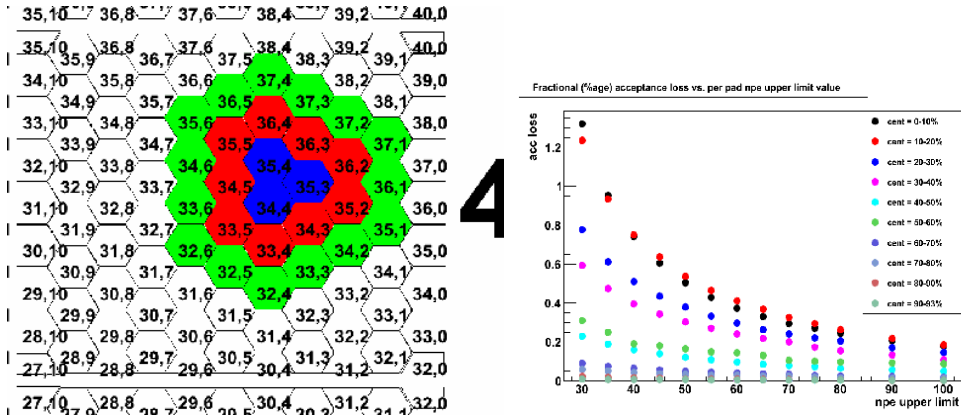 35,10 36,8 37,6 38,4 39,2 40,0
35,10 36,8 37,6 38,4 39,2 40,0
35,9 36,7 37,5 38,3 39,1
34,10 35,8 36,6 37,4 38,2 39,0
34,9 35,7 36,5 37,3 38,1
33,10 34,8 36,4 37,2 38,0
33,9 34,7 35,5 36,3 37,1
32,10 33,8 34,6 35,4 36,2 37,0
32,9 33,7 34,5 35,3 36,1
31,10 32,8 33,6 34,4 35,2 36,0
31,9 32,7 33,5 34,3 35,1
30,10 31,8 32,6 33,4 34,2 35,0
30,9 31,7 32,5 33,3 34,1
29,10 30,8 31,6 32,4 33,2 34,0
29,9 30,7 31,5 32,3 33,1
28,10 29,8 30,6 31,4 32,2 33,0
28,9 29,7 30,5 31,3 32,1
27,10 28,8 29,6 30,4 31,2 32,0
27,10 28,8 29,6 30,4 31,2 32,0
4
Fractional (%age) acceptance loss vs. per pad npe upper limit value
acc loss
1.2
1
0.8
0.6
0.4
0.2
0
30 40 50 60 70 80 90 100
npe upper limit
cent = 0-10%
cent = 10-20%
cent = 20-30%
cent = 30-40%
cent = 40-50%
cent = 50-60%
cent = 60-70%
cent = 70-80%
cent = 80-90%
cent = 90-93%